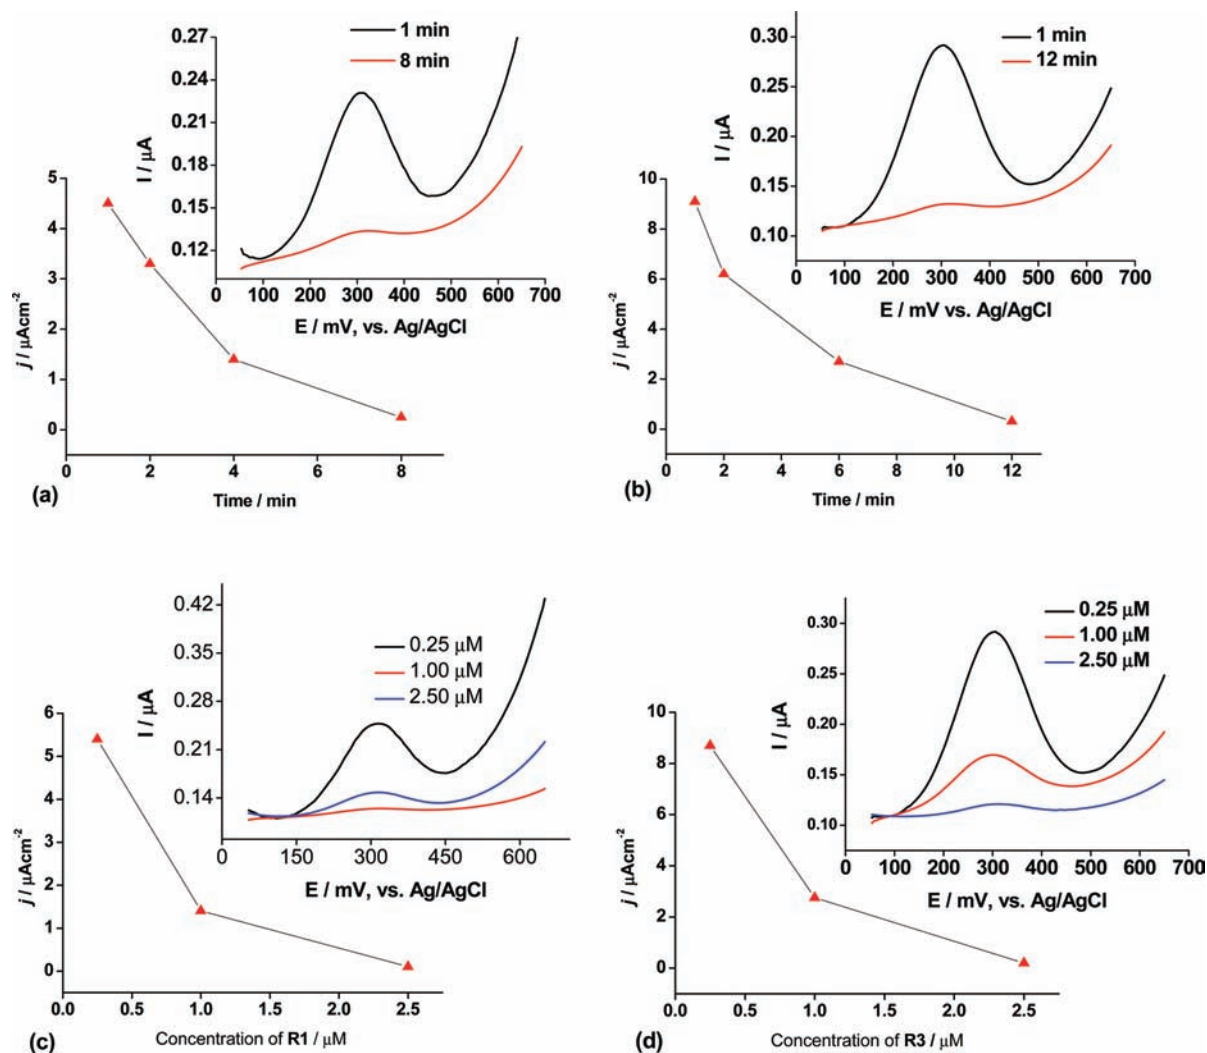 1 min
8 min
0.27
0.24
0.21
0.18
0.15
0.12
I / μA
100 200 300 400 500 600 700
E / mV, vs. Ag/AgCl
5
4
3
2
1
0
j / μAcm-2
0 2 4 6 8
Time / min
(a)
1 min
12 min
0.30
0.25
0.20
0.15
0.10
I / μA
0 100 200 300 400 500 600 700
E / mV vs. Ag/AgCl
10
8
6
4
2
0
j / μAcm-2
0 2 4 6 8 10 12
Time / min
(b)
0.25 μM
1.00 μM
2.50 μM
0.42
0.35
0.28
0.21
0.14
I / μA
0 150 300 450 600
E / mV, vs. Ag/AgCl
6
5
4
3
2
1
0
j / μAcm-2
0.0 0.5 1.0 1.5 2.0 2.5
Concentration of R1 / μM
(c)
0.25 μM
1.00 μM
2.50 μM
0.30
0.25
0.20
0.15
0.10
I / μA
0 100 200 300 400 500 600 700
E / mV, vs. Ag/AgCl
10
8
6
4
2
0
j / μAcm-2
0.0 0.5 1.0 1.5 2.0 2.5
Concentration of R3 / μM
(d)